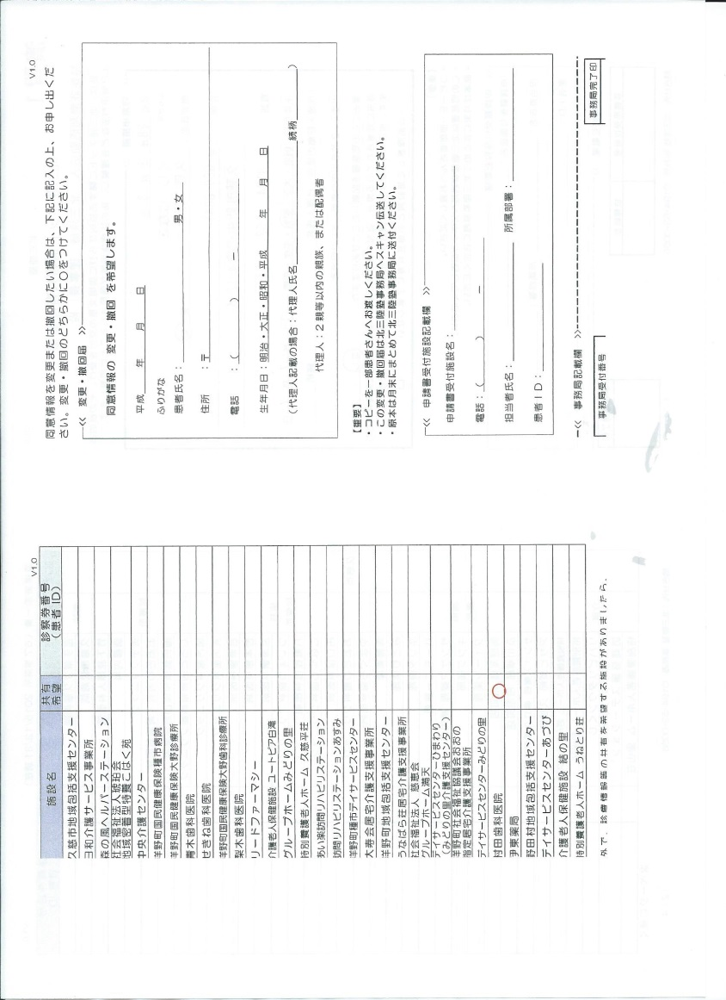 V1.0
施設名
共有
希望
診察券番号
（患者ID）
久慈市地域包括支援センター
日和介護サービス事業所
森の風ヘルパーステーション
社会福祉法人琥珀会
地域密着型特養こはく苑
中央介護センター
洋野町国民健康保険種市病院
洋野町国民健康保険大野診療所
青木歯科医院
せきね歯科医院
洋野町国民健康保険大野歯科診療所
梨木歯科医院
リードファーマシー
介護老人保健施設 ユートピア白滝
グループホームみどりの里
特別養護老人ホーム 久慈平荘
あい楽訪問リハビリステーション
訪問リハビリステーションあすみ
洋野町種市デイサービスセンター
大寿会居宅介護支援事業所
洋野町地域包括支援センター
うなばら荘居宅介護支援事業所
社会福祉法人 慈恵会
グループホーム満天
デイサービスセンターひまわり
（みどりの里介護支援センター）
洋野町社会福祉協議会おおの
指定居宅介護支援事業所
デイサービスセンターみどりの里
村田歯科医院
○
伊東薬局
野田村地域包括支援センター
デイサービスセンターあづび
介護老人保健施設 結の里
特別養護老人ホーム うねとり荘
外で、診療情報等の共有を希望する施設がありましたら、
V1.0
同意情報を変更または撤回したい場合は、下記に記入の上、お申し出くだ
さい。変更・撤回のどちらかに○をつけてください。
<< 変更・撤回届 >>
同意情報の 変更・撤回 を希望します。
平成 年 月 日
ふりがな
患者氏名： 男・女
住所 ：〒
電話 ：（ ） －
生年月日：明治・大正・昭和・平成 年 月 日
（代理人記載の場合：代理人氏名 続柄 ）
代理人：２親等以内の親族、または配偶者
【重要】
・コピーを一部患者さんへお渡しください。
・この変更・撤回届は北三陸塾事務局へスキャン伝送してください。
・原本は月末にまとめて北三陸塾事務局に送付ください。
<< 申請書受付施設記載欄 >>
申請書受付施設名：
電話：（ ） －
担当者氏名： 所属部署：
患者ＩＤ：
<< 事務局記載欄 >>
事務局受付番号
事務局完了印